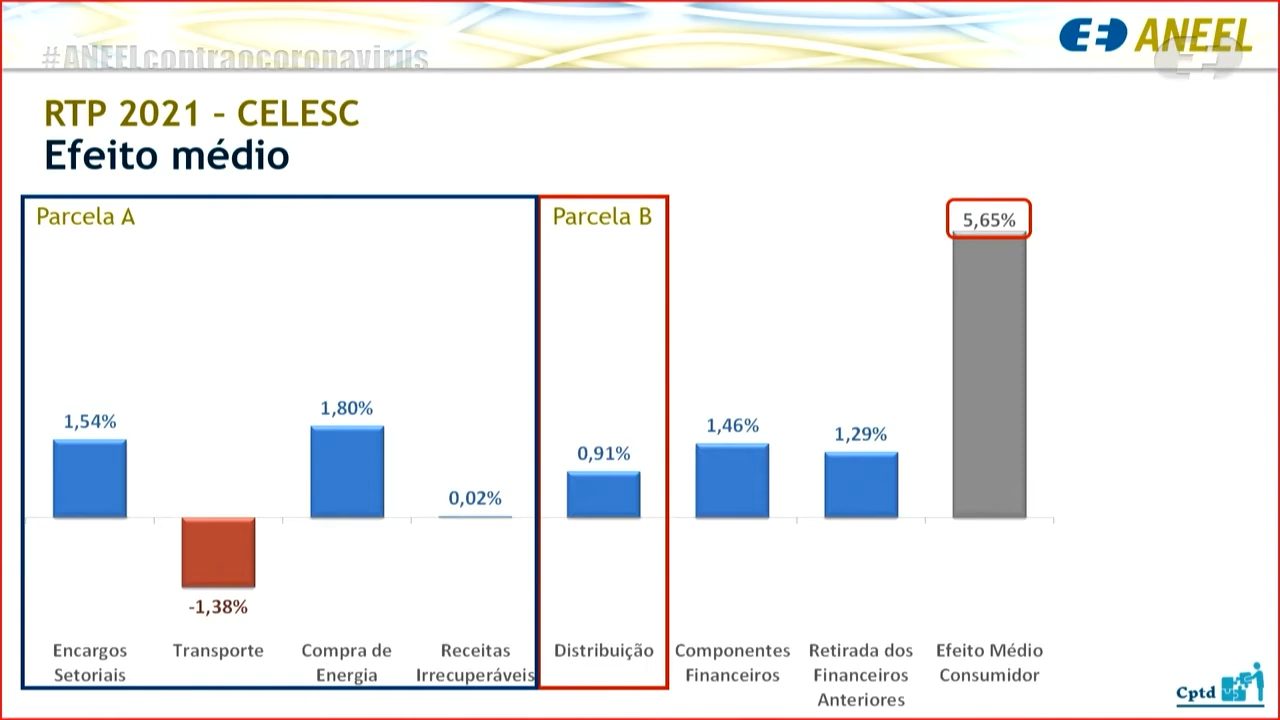 #ANEELcontraocoronavirus
ANEEL
RTP 2021 – CELESC
Efeito médio
Parcela A
Parcela B
5,65%
1,54%
1,80%
0,02%
0,91%
1,46%
1,29%
-1,38%
Encargos
Setoriais
Transporte
Compra de
Energia
Receitas
Irrecuperáveis
Distribuição
Componentes
Financeiros
Retirada dos
Financeiros
Anteriores
Efeito Médio
Consumidor
Cptd